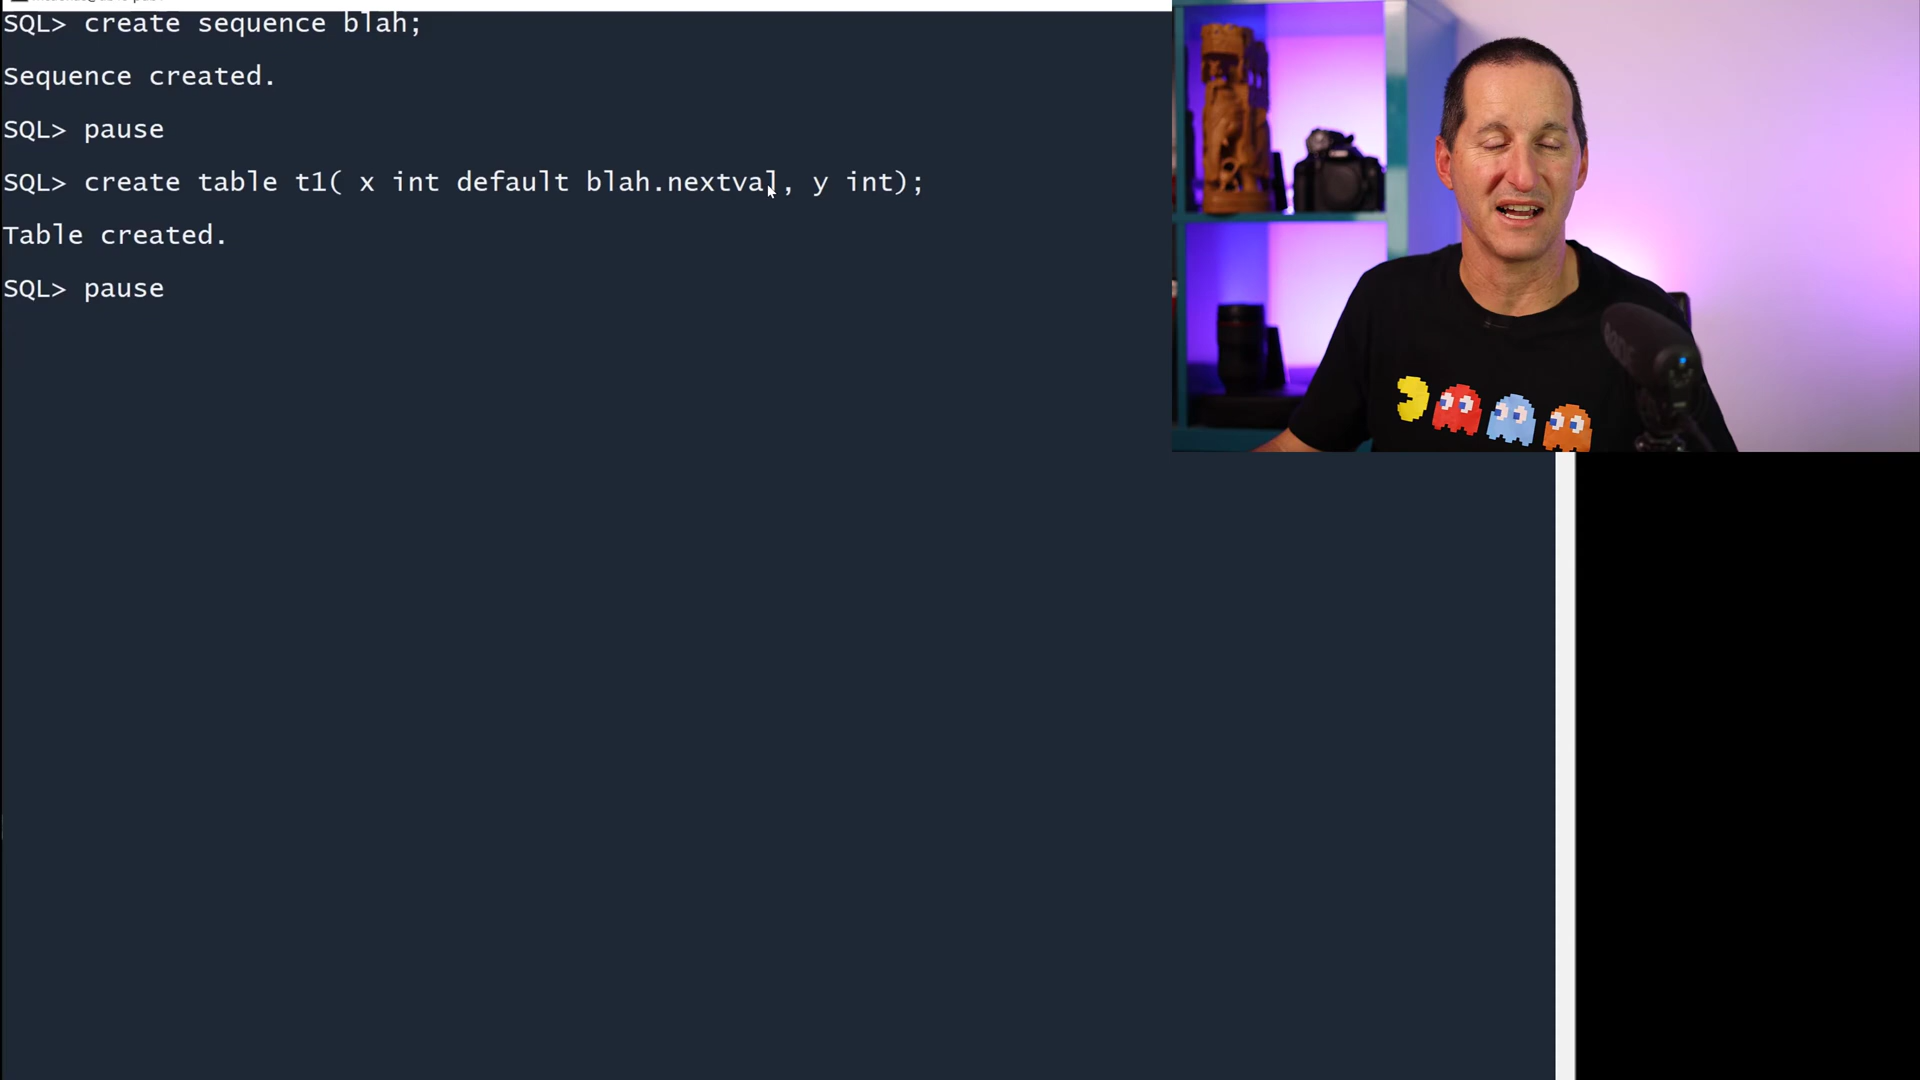 SQL> create sequence blah;
Sequence created.
SQL> pause
SQL> create table t1( x int default blah.nextval, y int);
Table created.
SQL> pause